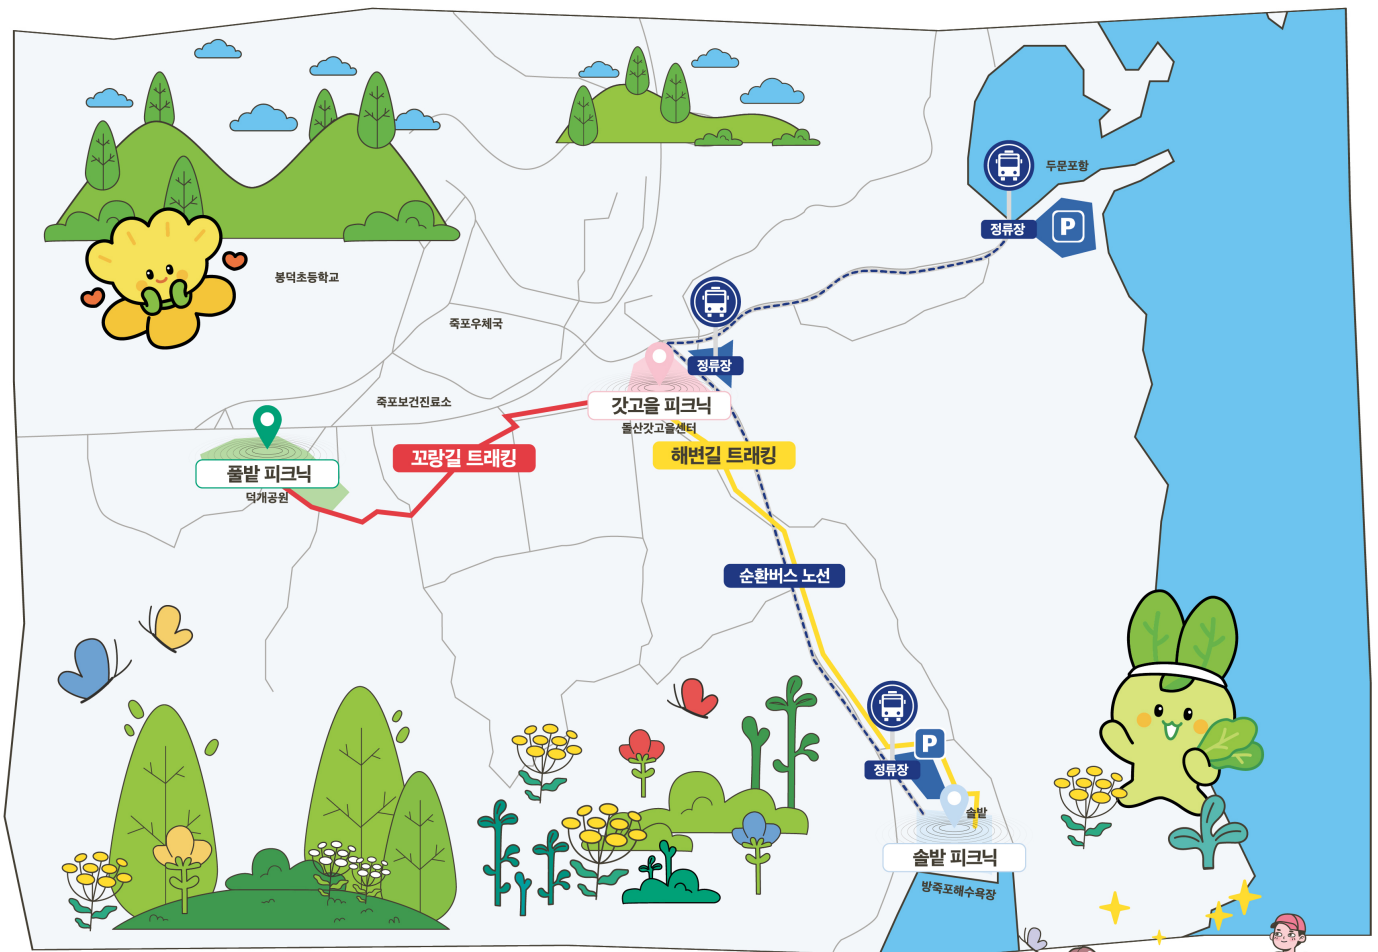 두문포항
정류장
P
봉덕초등학교
죽포우체국
정류장
죽포보건진료소
갓고을 피크닉
돌산갓고을센터
꼬랑길 트래킹
해변길 트래킹
풀밭 피크닉
덕개공원
순환버스 노선
P
정류장
솔밭
솔밭 피크닉
방죽포해수욕장